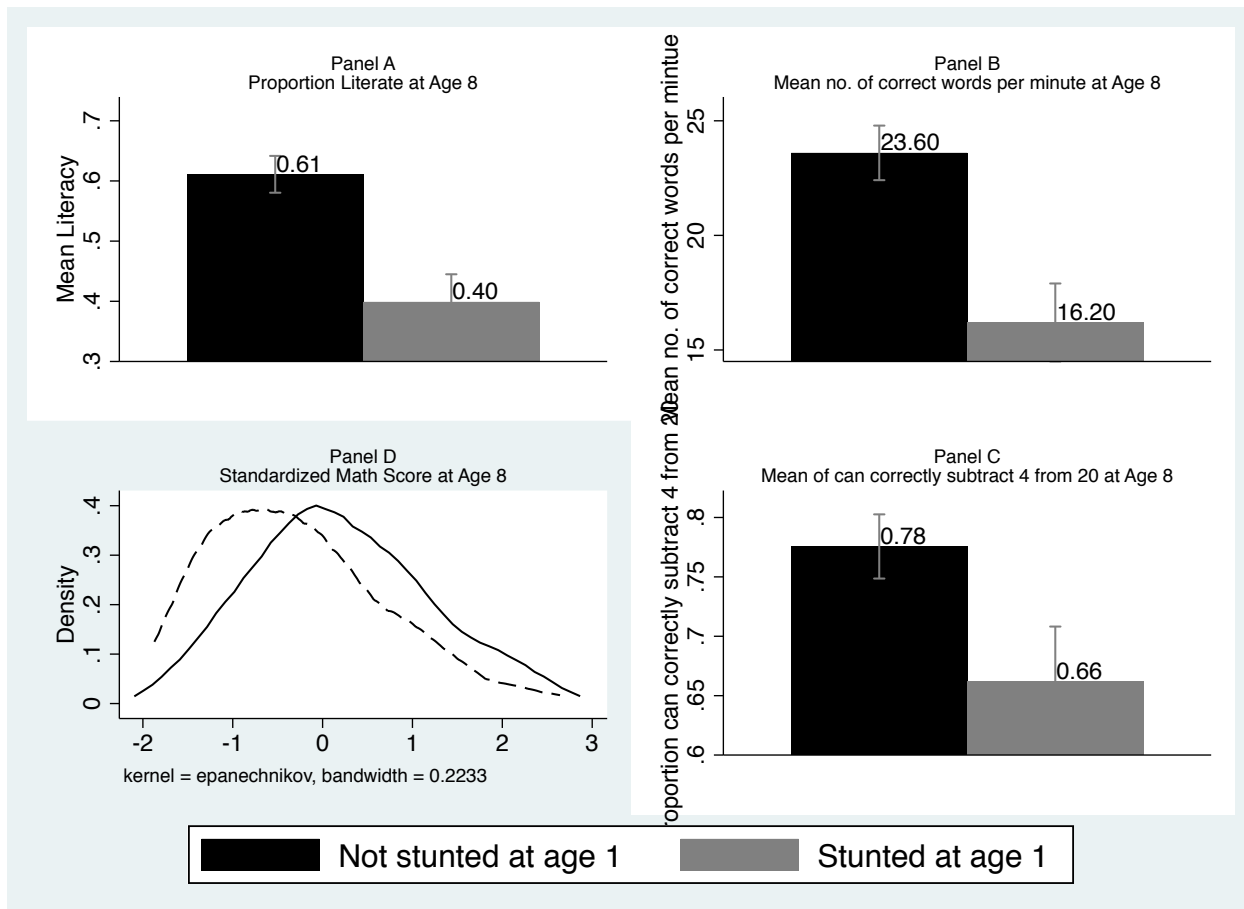 Panel A
Proportion Literate at Age 8
Mean Literacy
.7
.6
.5
.4
.3
0.61
0.40
Panel B
Mean no. of correct words per minute at Age 8
Mean no. of correct words per mintue
25
20
15
23.60
16.20
Panel D
Standardized Math Score at Age 8
Density
.4
.3
.2
.1
0
-2 -1 0 1 2 3
kernel = epanechnikov, bandwidth = 0.2233
Panel C
Mean of can correctly subtract 4 from 20 at Age 8
roportion can correctly subtract 4 from 20
.8
.75
.7
.65
.6
0.78
0.66
Not stunted at age 1 Stunted at age 1